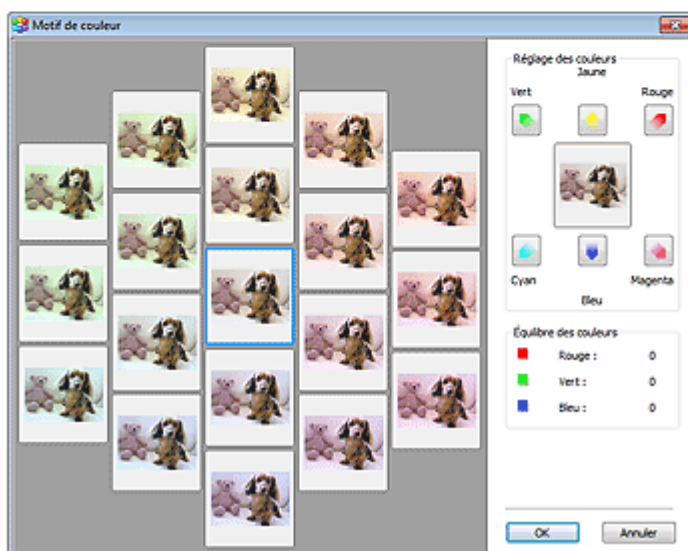 Motif de couleur
Réglage des couleurs
Jaune
Vert Rouge
Cyan Magenta
Bleu
Équilibre des couleurs
Rouge : 0
Vert : 0
Bleu : 0
OK Annuler